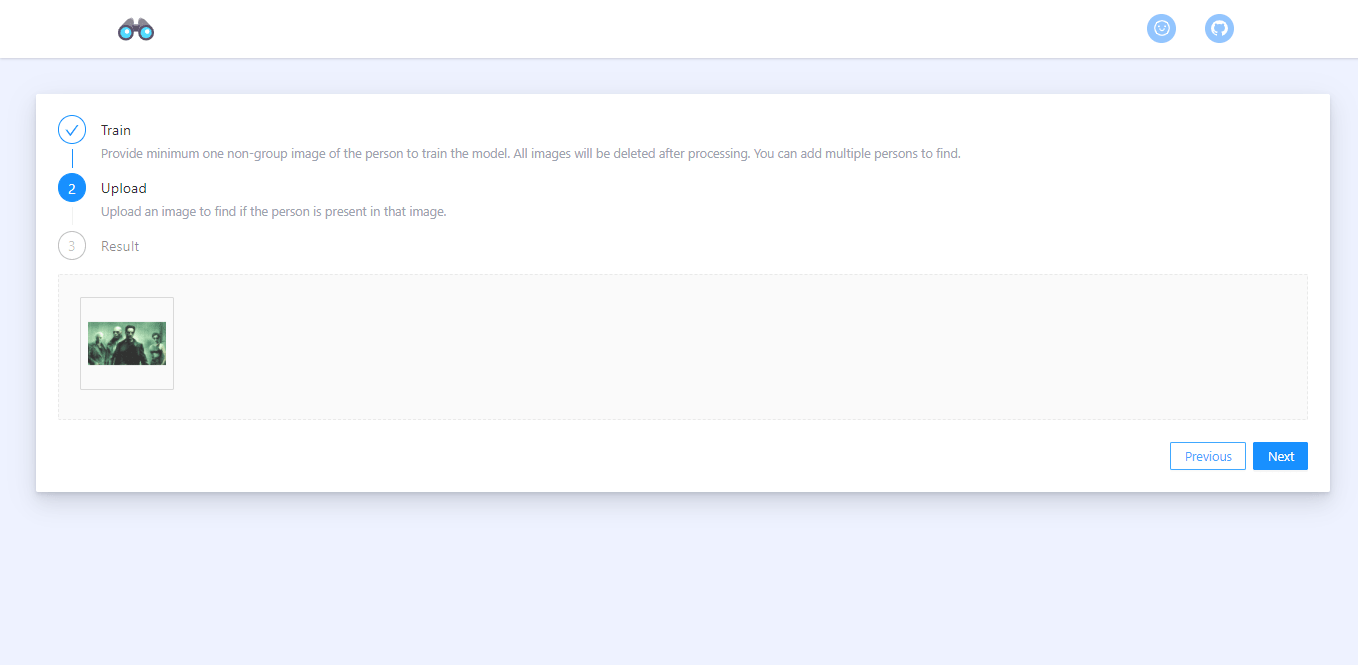 Train
Provide minimum one non-group image of the person to train the model. All images will be deleted after processing. You can add multiple persons to find.
2
Upload
Upload an image to find if the person is present in that image.
3
Result
Previous
Next